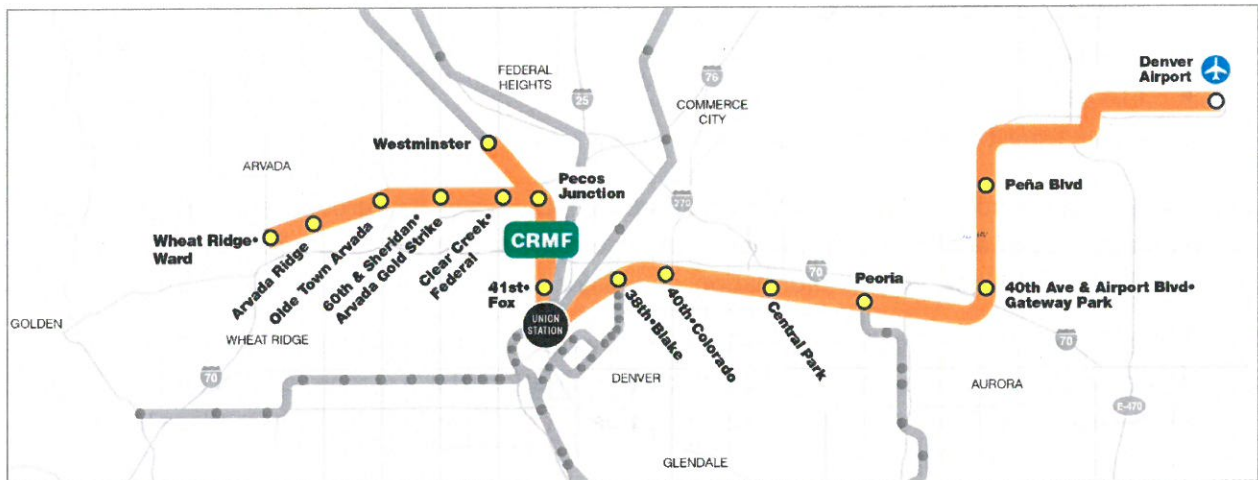 Denver
Airport
FEDERAL
HEIGHTS
76
25
COMMERCE
CITY
Westminster
ARVADA
Pecos
Junction
Peña Blvd
270
Wheat Ridge•
Ward
Arvada Ridge
Olde Town Arvada
60th & Sheridan•
Arvada Gold Strike
Clear Creek•
Federal
CRMF
70
Peoria
41st•
Fox
40th Ave & Airport Blvd•
Gateway Park
UNION
STATION
38th•Blake
40th•Colorado
Central Park
GOLDEN
WHEAT RIDGE
70
70
DENVER
AURORA
E-470
GLENDALE